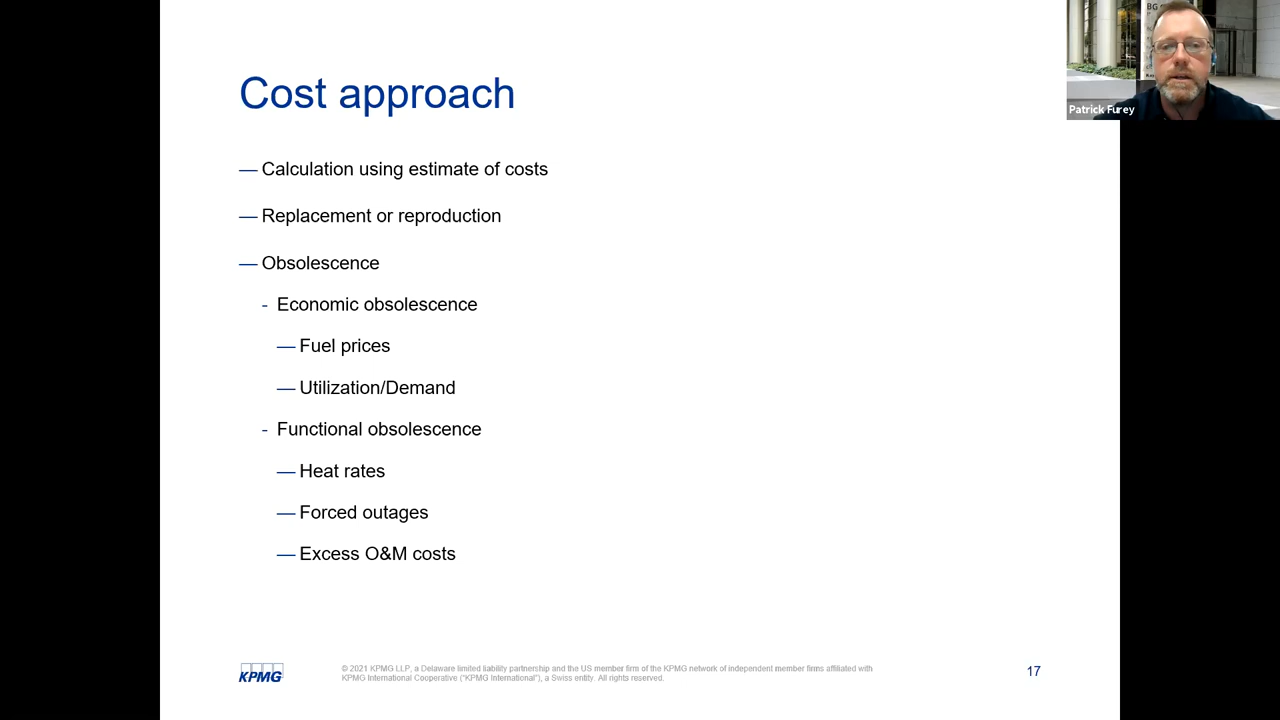 Cost approach
— Calculation using estimate of costs
— Replacement or reproduction
— Obsolescence
- Economic obsolescence
— Fuel prices
— Utilization/Demand
- Functional obsolescence
— Heat rates
— Forced outages
— Excess O&M costs
KPMG
© 2021 KPMG LLP, a Delaware limited liability partnership and the US member firm of the KPMG network of independent member firms affiliated with
KPMG International Cooperative ("KPMG International"), a Swiss entity. All rights reserved.
17
BG
Patrick Furey